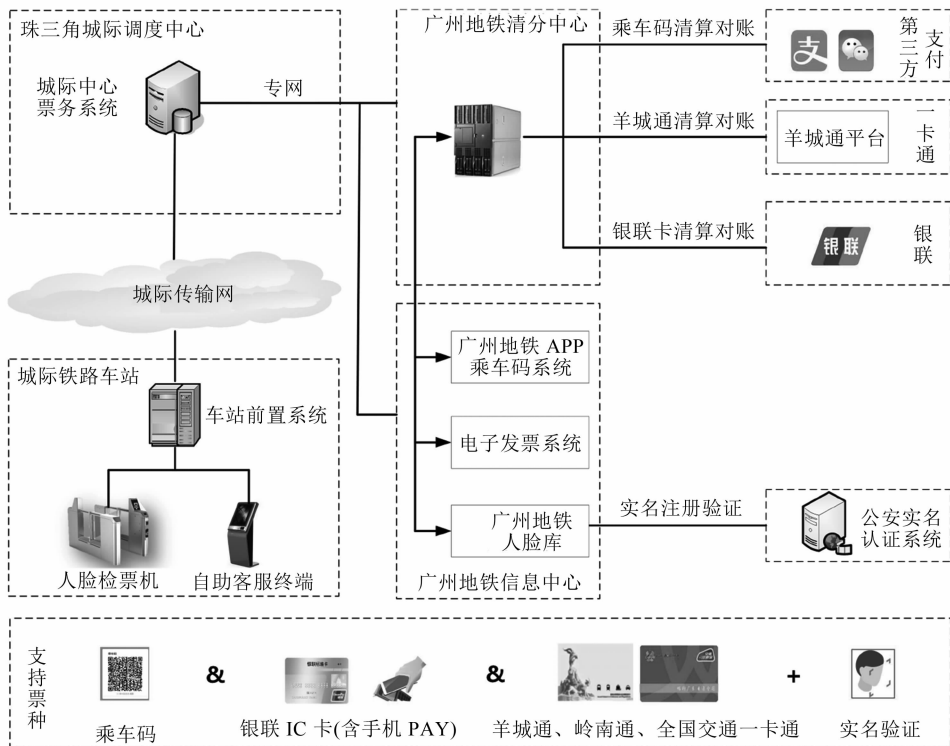 珠三角城际调度中心
城际中心
票务系统
专网
城际传输网
城际铁路车站
车站前置系统
人脸检票机
自助客服终端
广州地铁清分中心
乘车码清算对账
羊城通清算对账
银联卡清算对账
支
第三方支付
羊城通平台
一卡通
银联
银联
广州地铁 APP
乘车码系统
电子发票系统
广州地铁
人脸库
广州地铁信息中心
实名注册验证
公安实名
认证系统
支持票种
&
&
+
乘车码
银联 IC 卡(含手机 PAY)
羊城通、岭南通、全国交通一卡通
实名验证